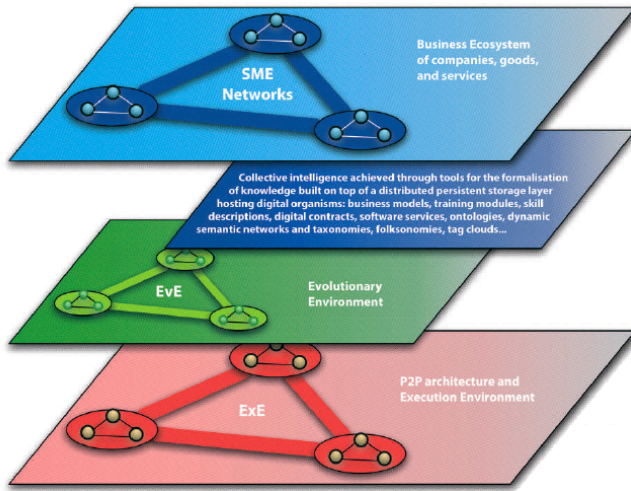 SME
Networks
Business Ecosystem
of companies, goods,
and services
Collective intelligence achieved through tools for the formalisation
of knowledge built on top of a distributed persistent storage layer
hosting digital organisms: business models, training modules, skill
descriptions, digital contracts, software services, ontologies, dynamic
semantic networks and taxonomies, folksonomies, tag clouds...
EvE
Evolutionary
Environment
ExE
P2P architecture and
Execution Environment